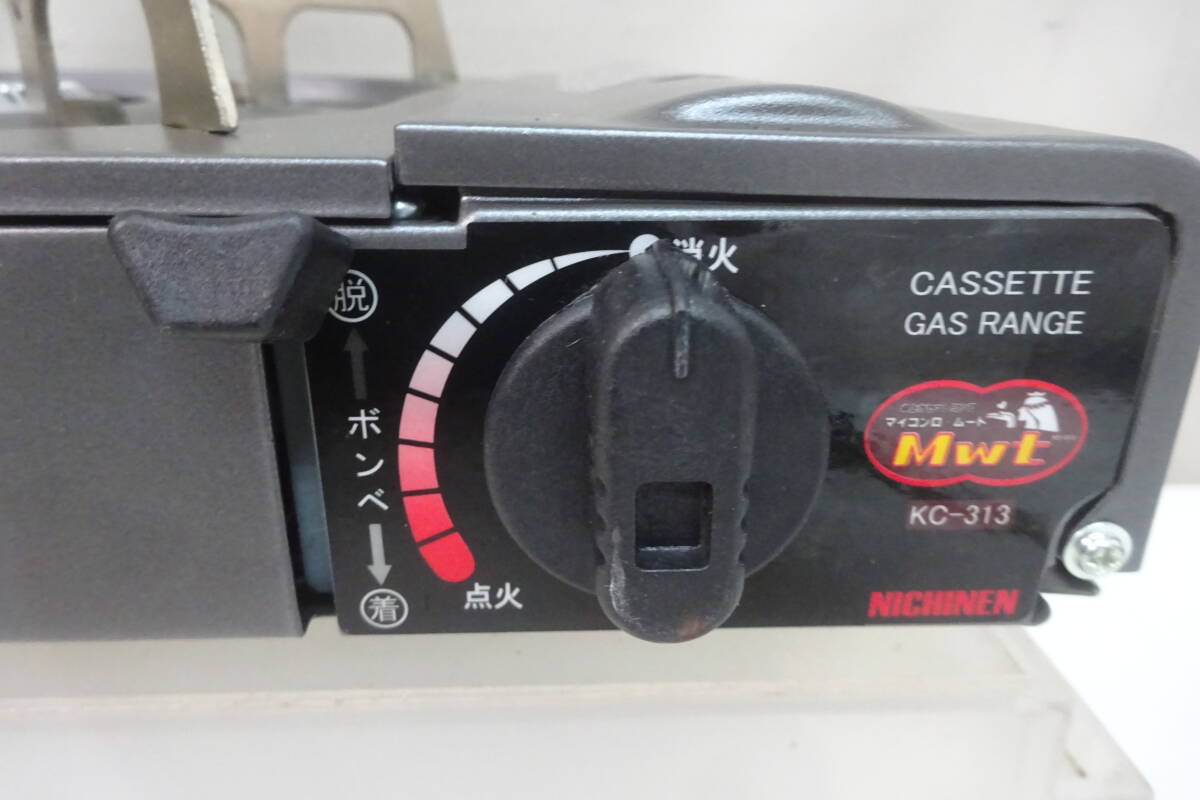 脱
ボンベ
着
消火
点火
CASSETTE
GAS RANGE
マイコンロ ムート
Mwt
KC-313
NICHINEN